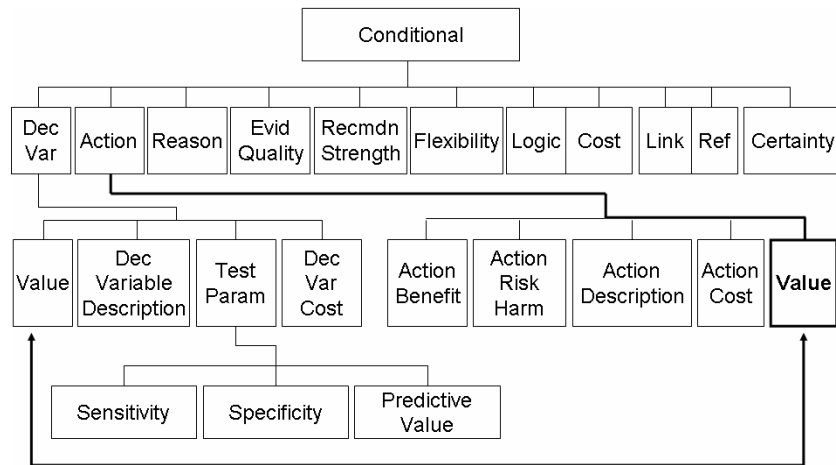 Conditional
Dec
Var
Action
Reason
Evid
Quality
Recmdn
Strength
Flexibility
Logic
Cost
Link
Ref
Certainty
Value
Dec
Variable
Description
Test
Param
Dec
Var
Cost
Action
Benefit
Action
Risk
Harm
Action
Description
Action
Cost
Value
Sensitivity
Specificity
Predictive
Value